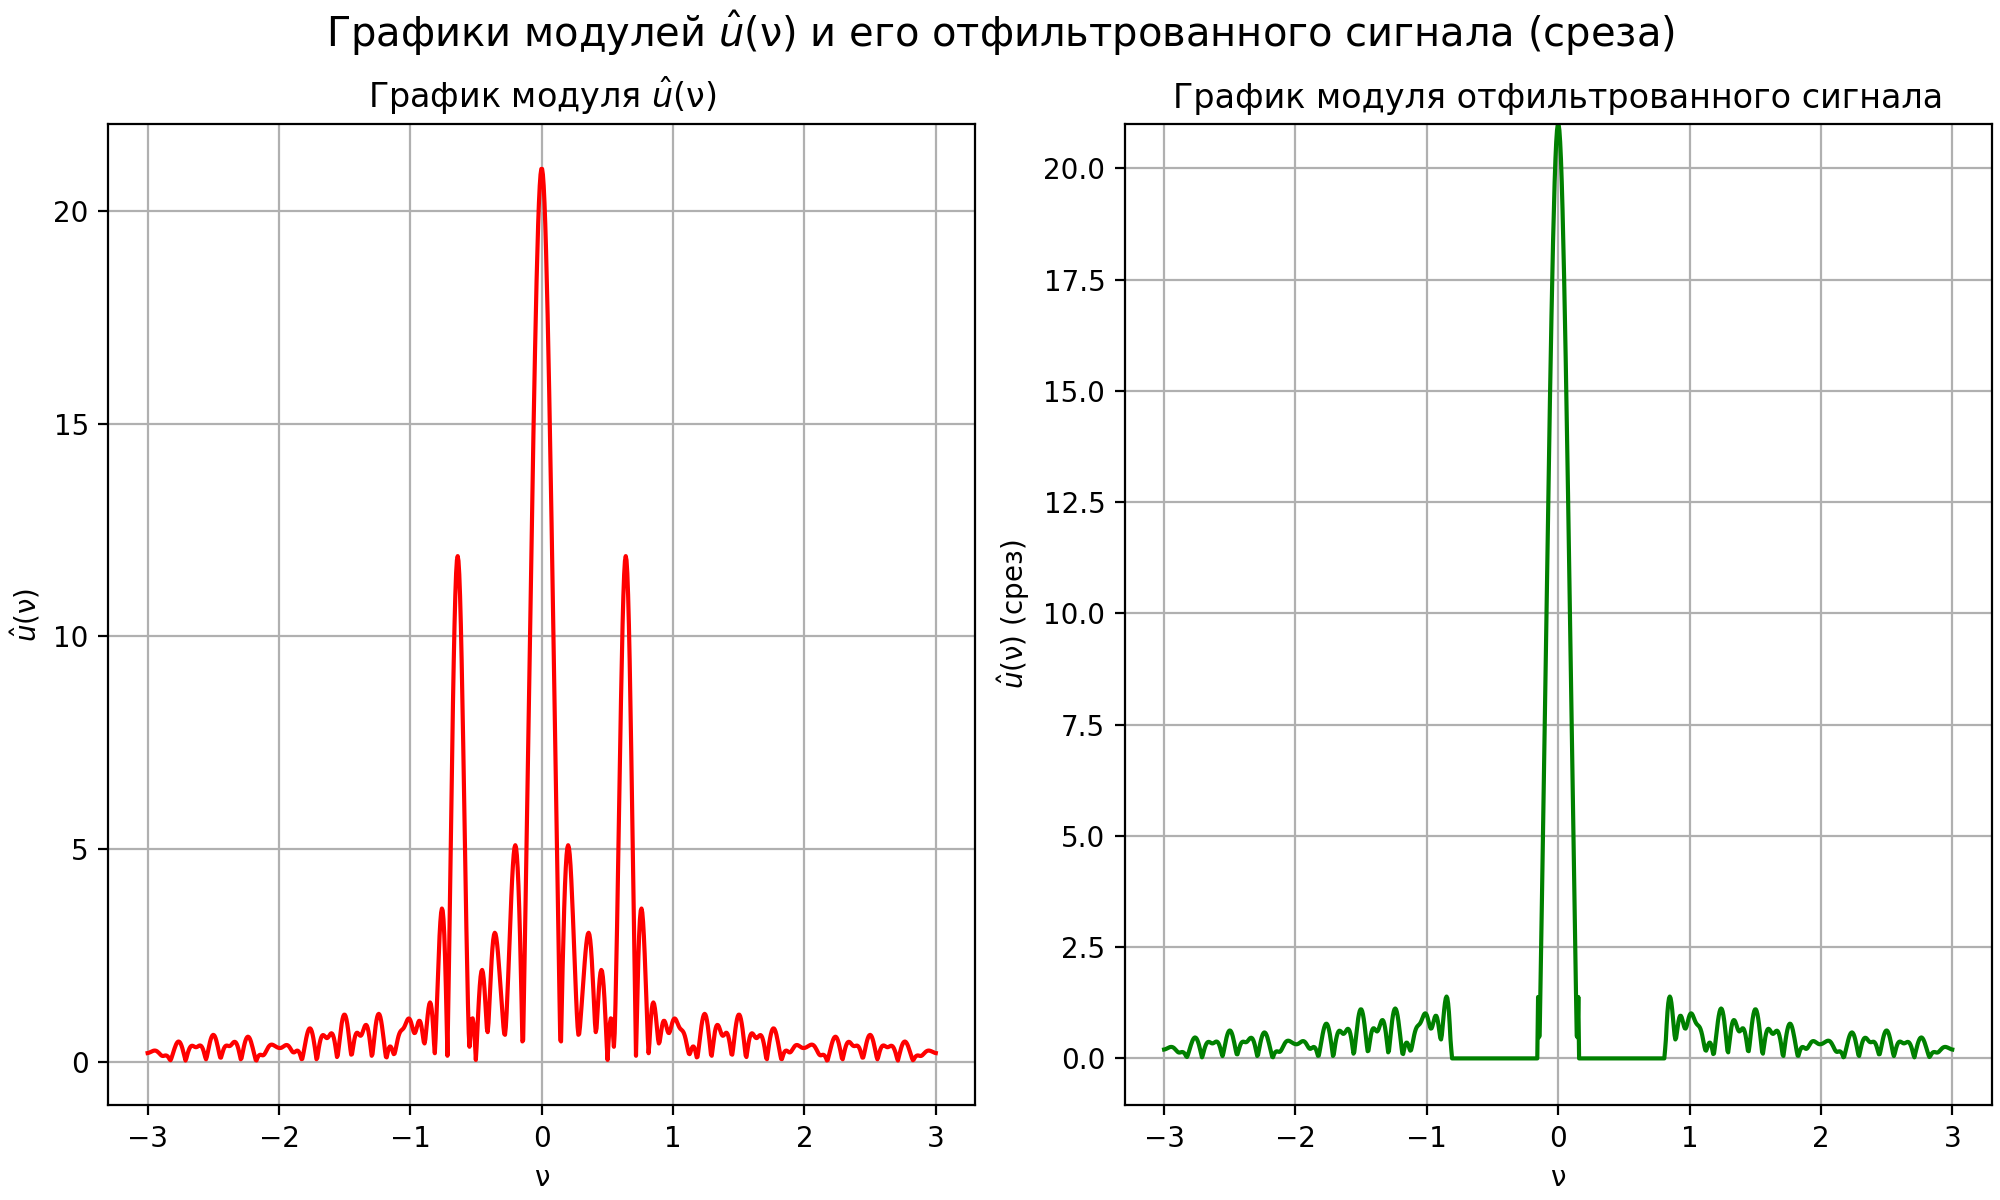 Графики модулей û(ν) и его отфильтрованного сигнала (среза)
График модуля û(ν)
20
15
10
5
0
−3 −2 −1 0 1 2 3
û(ν)
ν
График модуля отфильтрованного сигнала
20.0
17.5
15.0
12.5
10.0
7.5
5.0
2.5
0.0
−3 −2 −1 0 1 2 3
û(ν) (срез)
ν